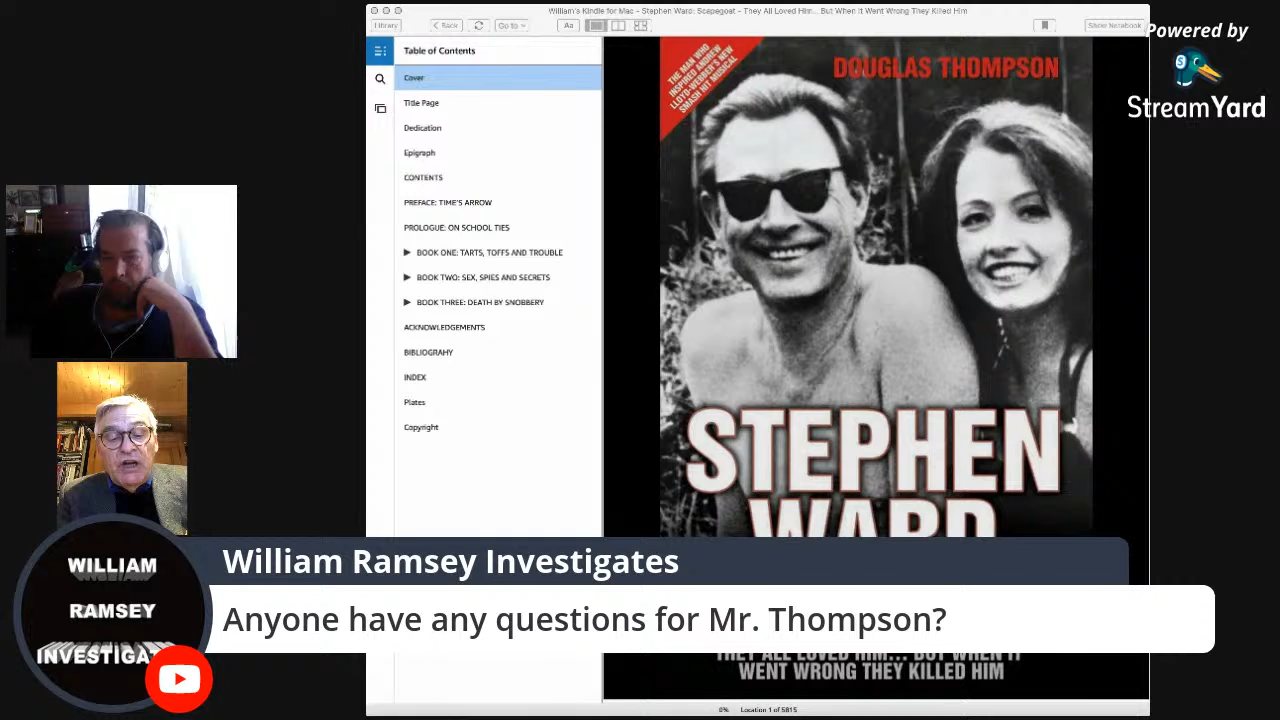 William's Kindle for Mac - Stephen Ward: Scapegoat - They All Loved Him... But When It Went Wrong They Killed Him
Library
Back
Go to
Aa
Show Notebook
Powered by
StreamYard
Table of Contents
Cover
Title Page
Dedication
Epigraph
CONTENTS
PREFACE: TIME'S ARROW
PROLOGUE: ON SCHOOL TIES
BOOK ONE: TARTS, TOFFS AND TROUBLE
BOOK TWO: SEX, SPIES AND SECRETS
BOOK THREE: DEATH BY SNOBBERY
ACKNOWLEDGEMENTS
BIBLIOGRAHY
INDEX
Plates
Copyright
THE MAN WHO
INSPIRED ANDREW
LLOYD-WEBBER'S NEW
SMASH HIT MUSICAL
DOUGLAS THOMPSON
STEPHEN
WARD
William Ramsey Investigates
Anyone have any questions for Mr. Thompson?
WILLIAM
RAMSEY
INVESTIGAT
THEY ALL LOVED HIM... BUT WHEN IT
WENT WRONG THEY KILLED HIM
0%
Location 1 of 5815